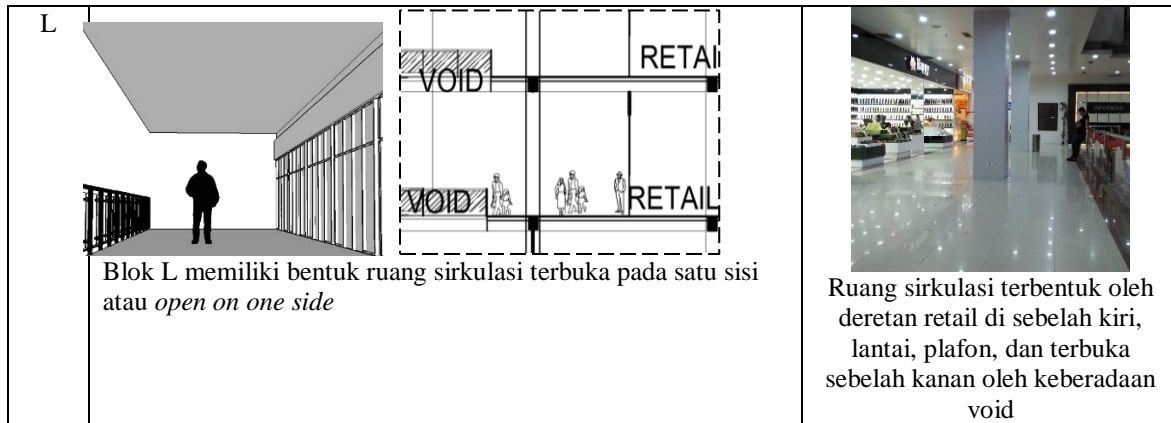 L
VOID
RETAI
VOID
RETAIL
Blok L memiliki bentuk ruang sirkulasi terbuka pada satu sisi
atau open on one side
INFORMASI
Ruang sirkulasi terbentuk oleh
deretan retail di sebelah kiri,
lantai, plafon, dan terbuka
sebelah kanan oleh keberadaan
void